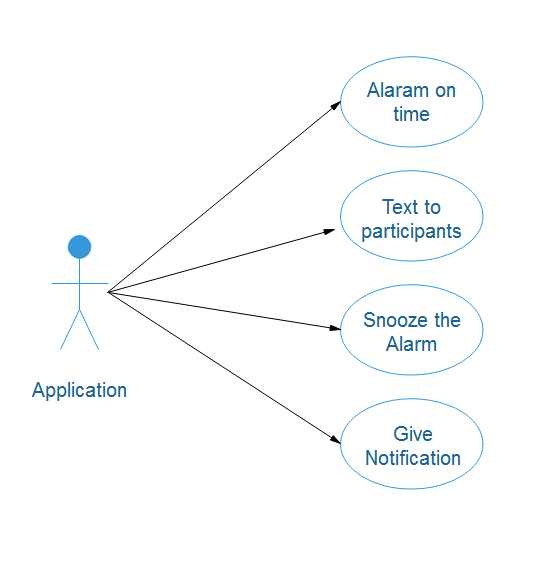 Alaram on
time
Text to
participants
Snooze the
Alarm
Application
Give
Notification